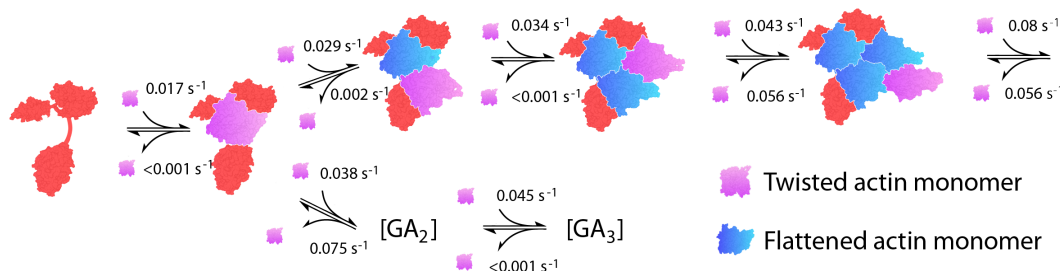 0.017 s⁻¹
<0.001 s⁻¹
0.029 s⁻¹
0.002 s⁻¹
0.034 s⁻¹
<0.001 s⁻¹
0.043 s⁻¹
0.056 s⁻¹
0.08 s⁻¹
0.056 s⁻¹
0.038 s⁻¹
0.075 s⁻¹
[GA₂]
0.045 s⁻¹
<0.001 s⁻¹
[GA₃]
Twisted actin monomer
Flattened actin monomer